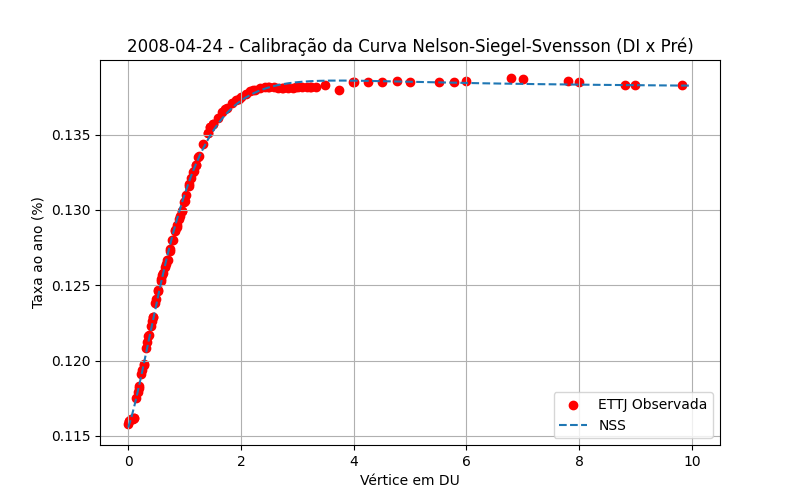 2008-04-24 - Calibração da Curva Nelson-Siegel-Svensson (DI x Pré)
Taxa ao ano (%)
0.135
0.130
0.125
0.120
0.115
ETTJ Observada
NSS
0 2 4 6 8 10
Vértice em DU